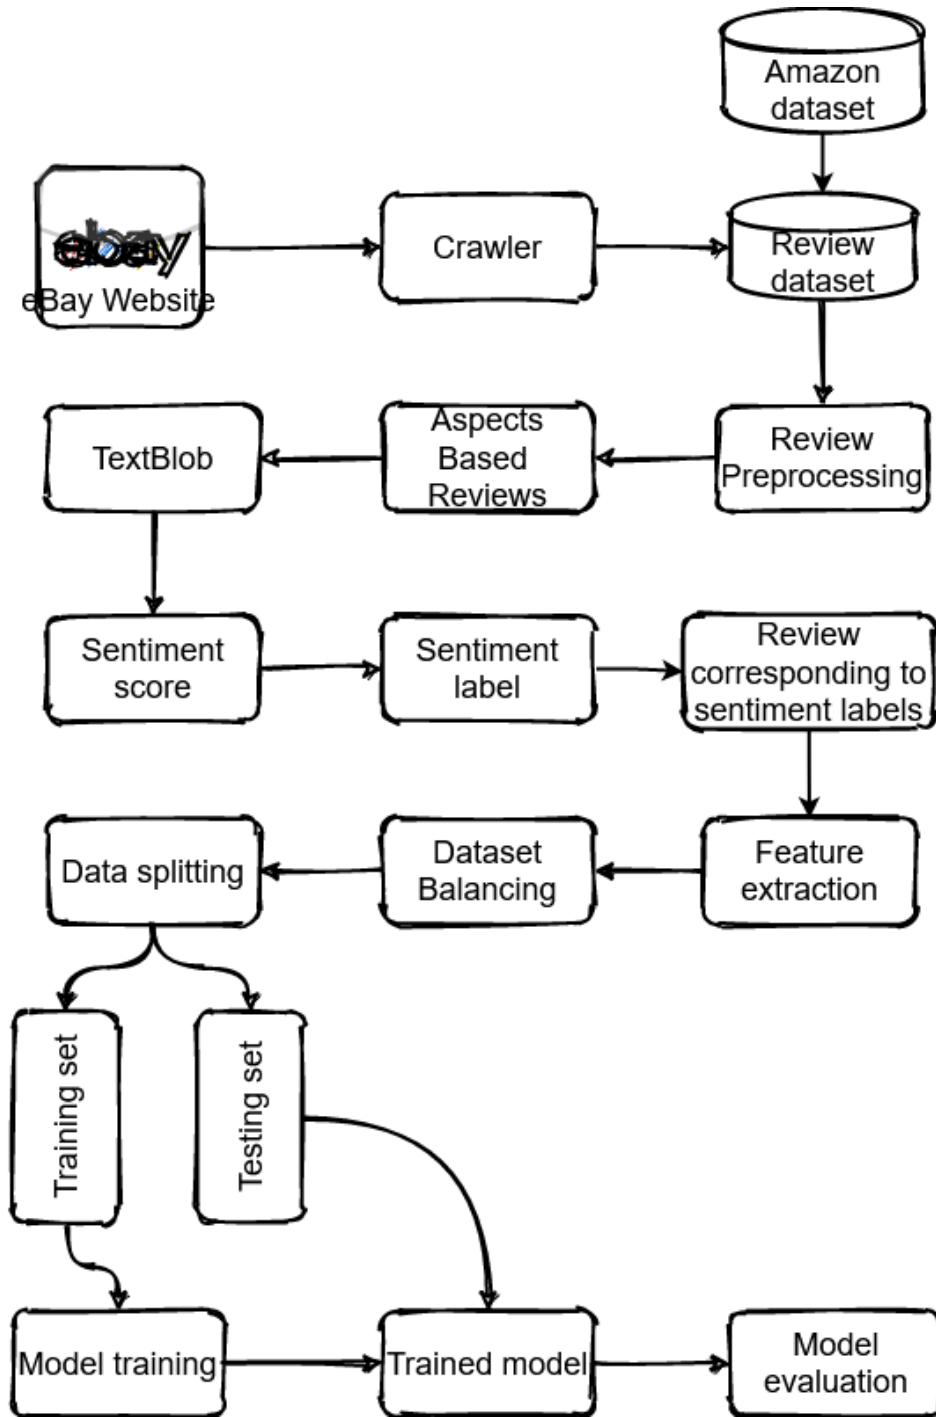 Amazon
dataset
ebay
eBay Website
Crawler
Review
dataset
TextBlob
Aspects
Based
Reviews
Review
Preprocessing
Sentiment
score
Sentiment
label
Review
corresponding to
sentiment labels
Data splitting
Dataset
Balancing
Feature
extraction
Training set
Testing set
Model training
Trained model
Model
evaluation